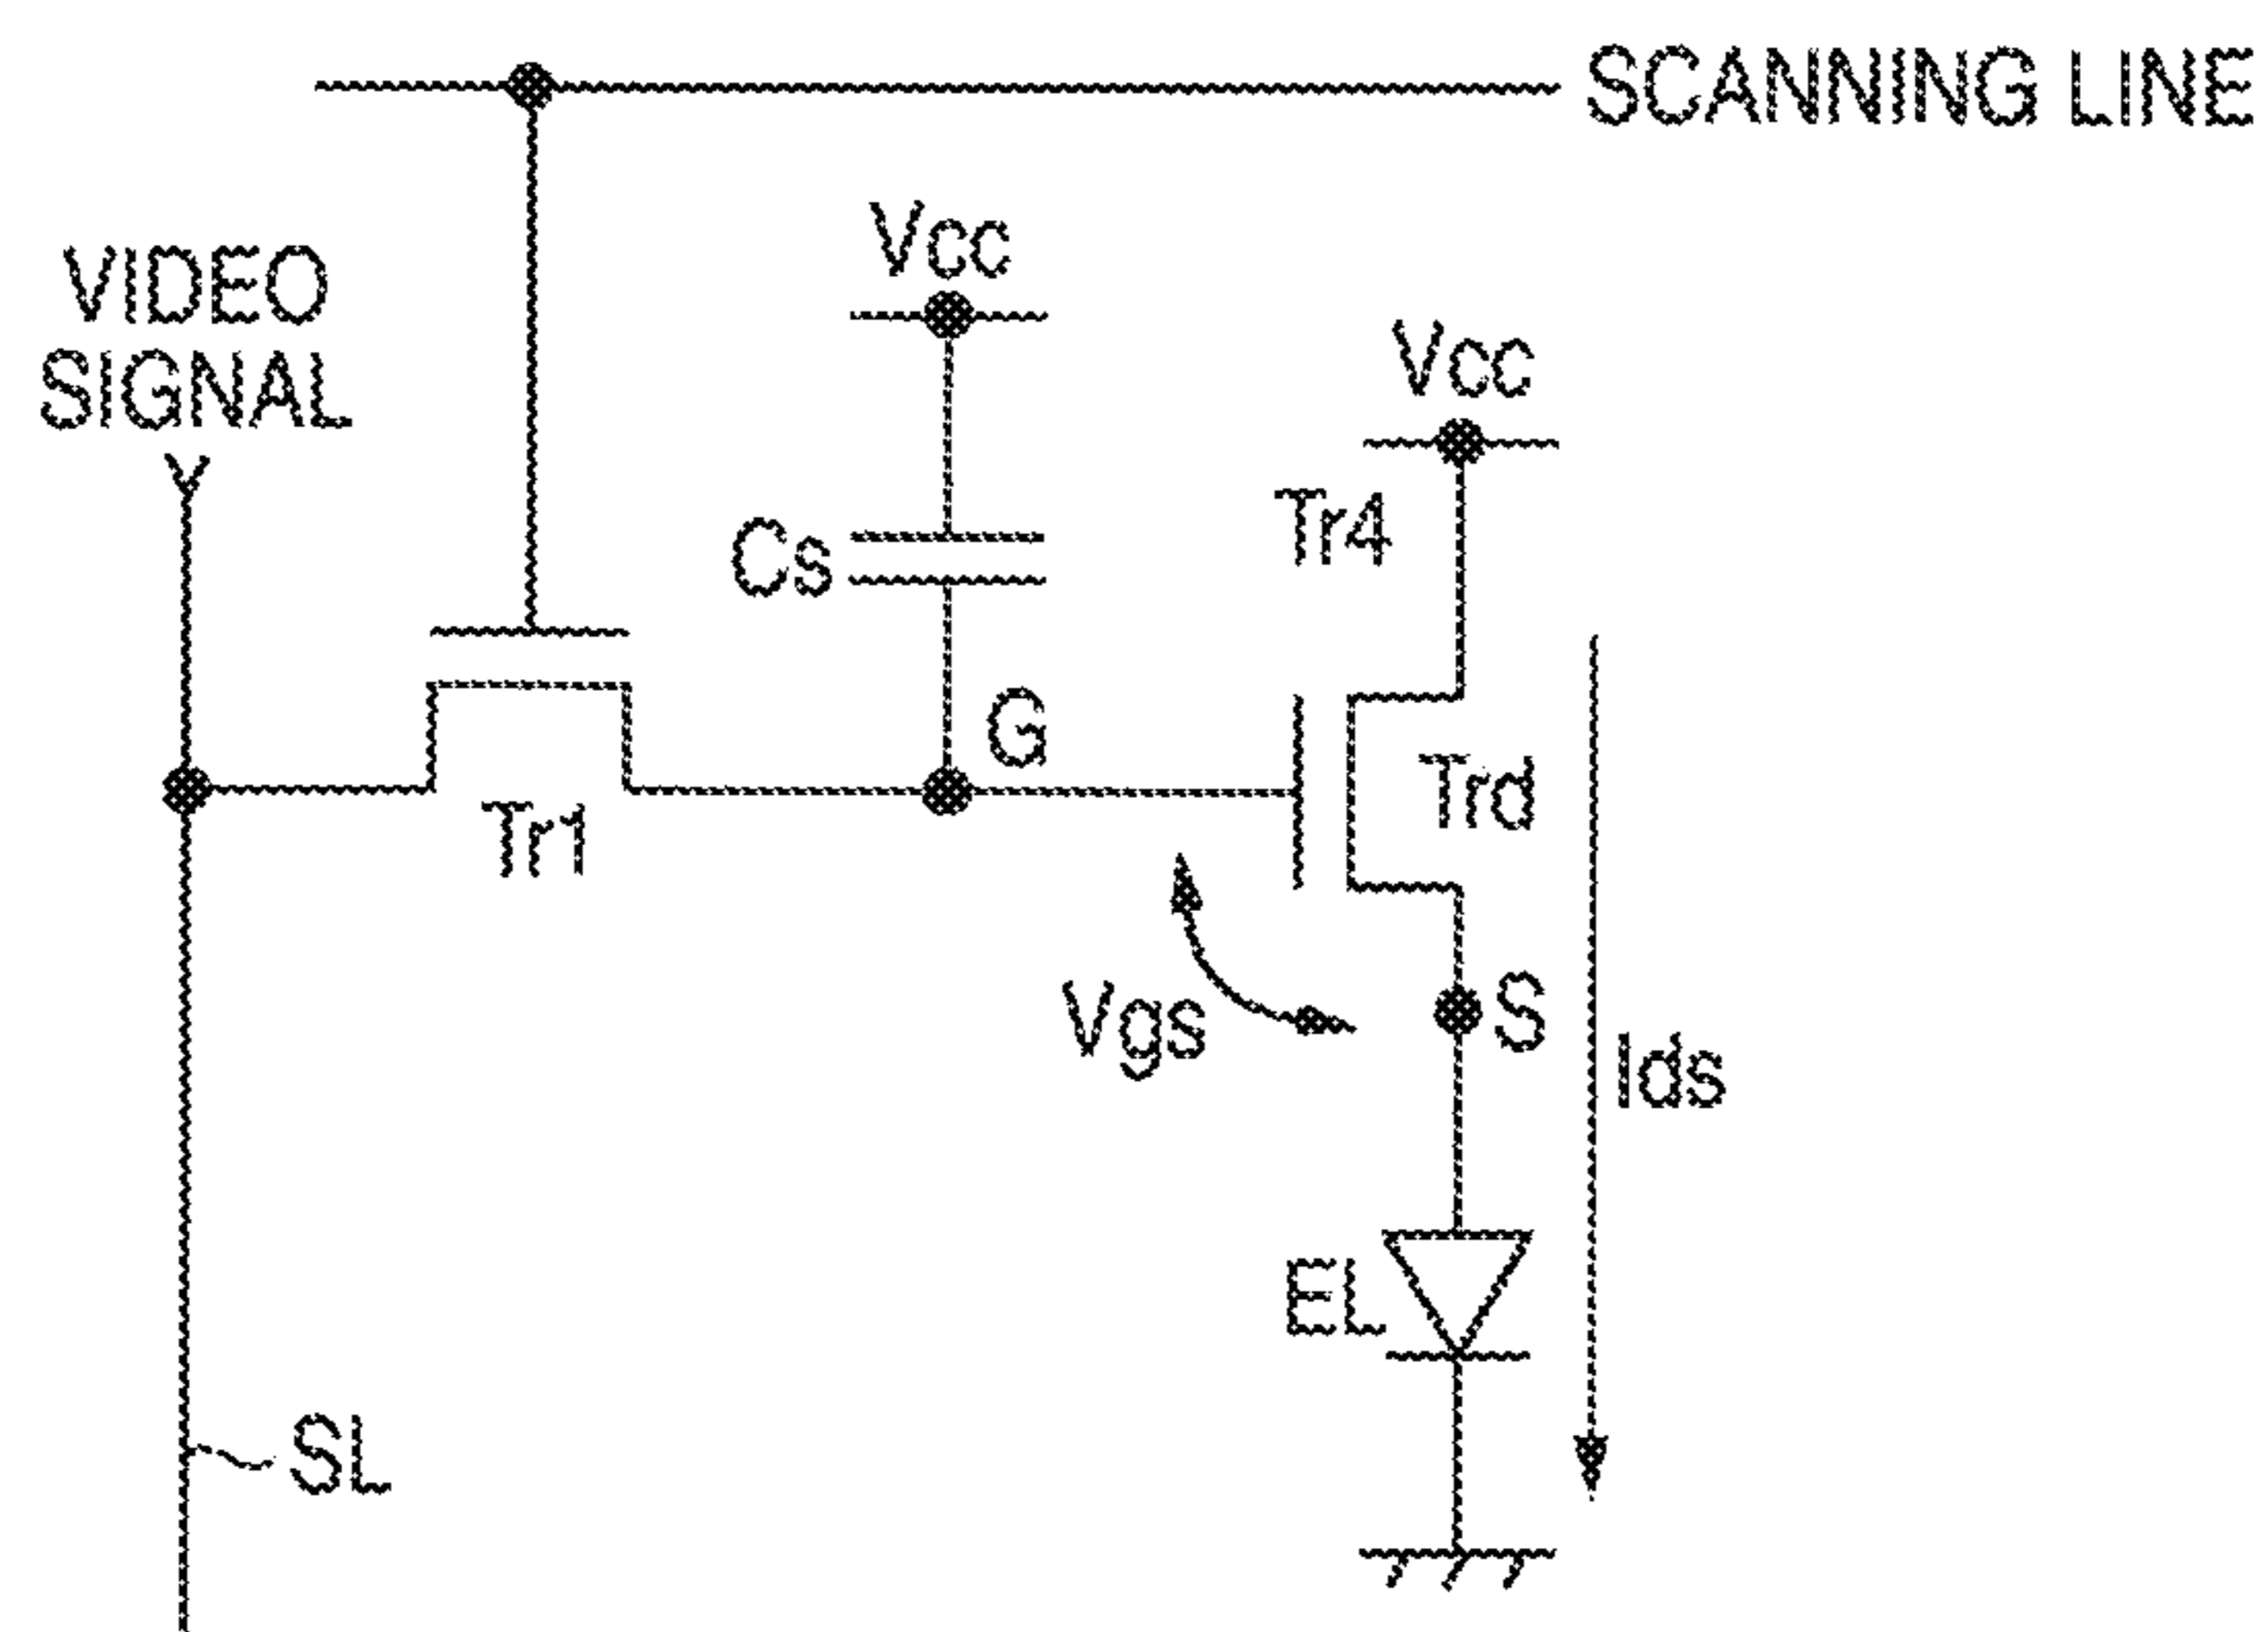 SCANNING LINE
Vcc
VIDEO
SIGNAL
Vcc
Tr4
Cs
G
Trd
Tr1
Vgs
S
Ids
EL
SL